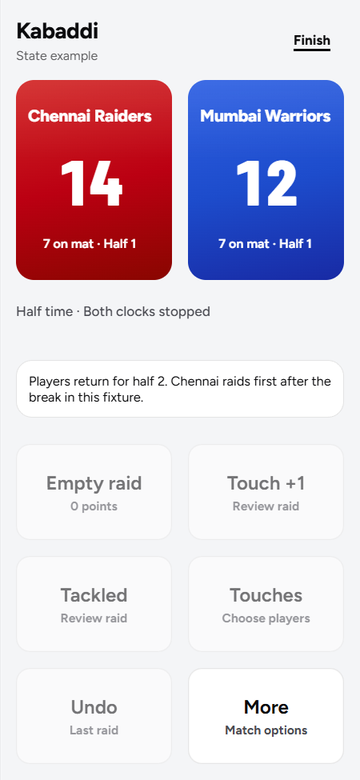 Kabaddi
State example
Finish
Chennai Raiders
14
7 on mat · Half 1
Mumbai Warriors
12
7 on mat · Half 1
Half time · Both clocks stopped
Players return for half 2. Chennai raids first after the
break in this fixture.
Empty raid
0 points
Touch +1
Review raid
Tackled
Review raid
Touches
Choose players
Undo
Last raid
More
Match options